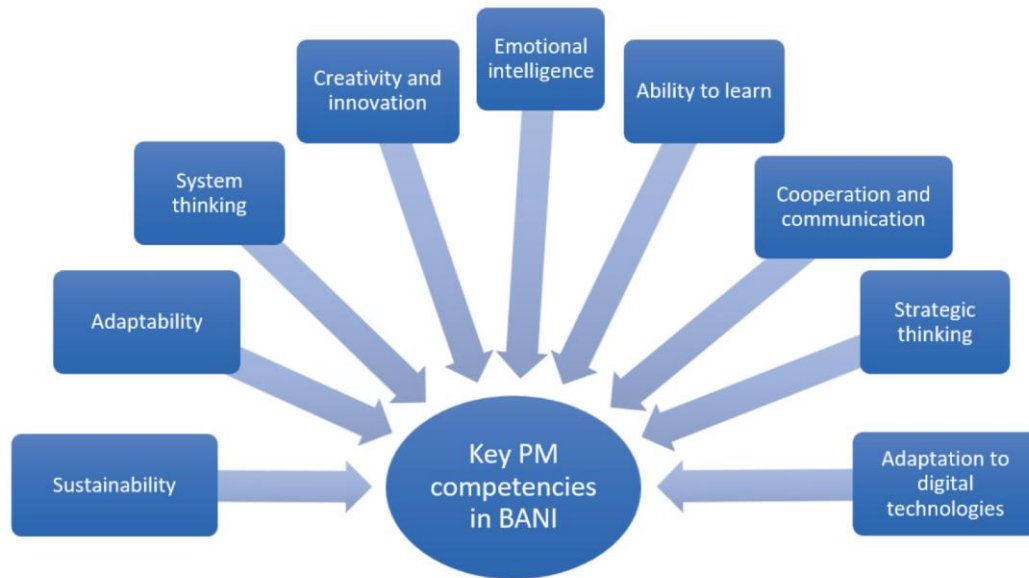 Emotional
intelligence
Creativity and
innovation
Ability to learn
System
thinking
Cooperation and
communication
Adaptability
Strategic
thinking
Sustainability
Key PM
competencies
in BANI
Adaptation to
digital
technologies